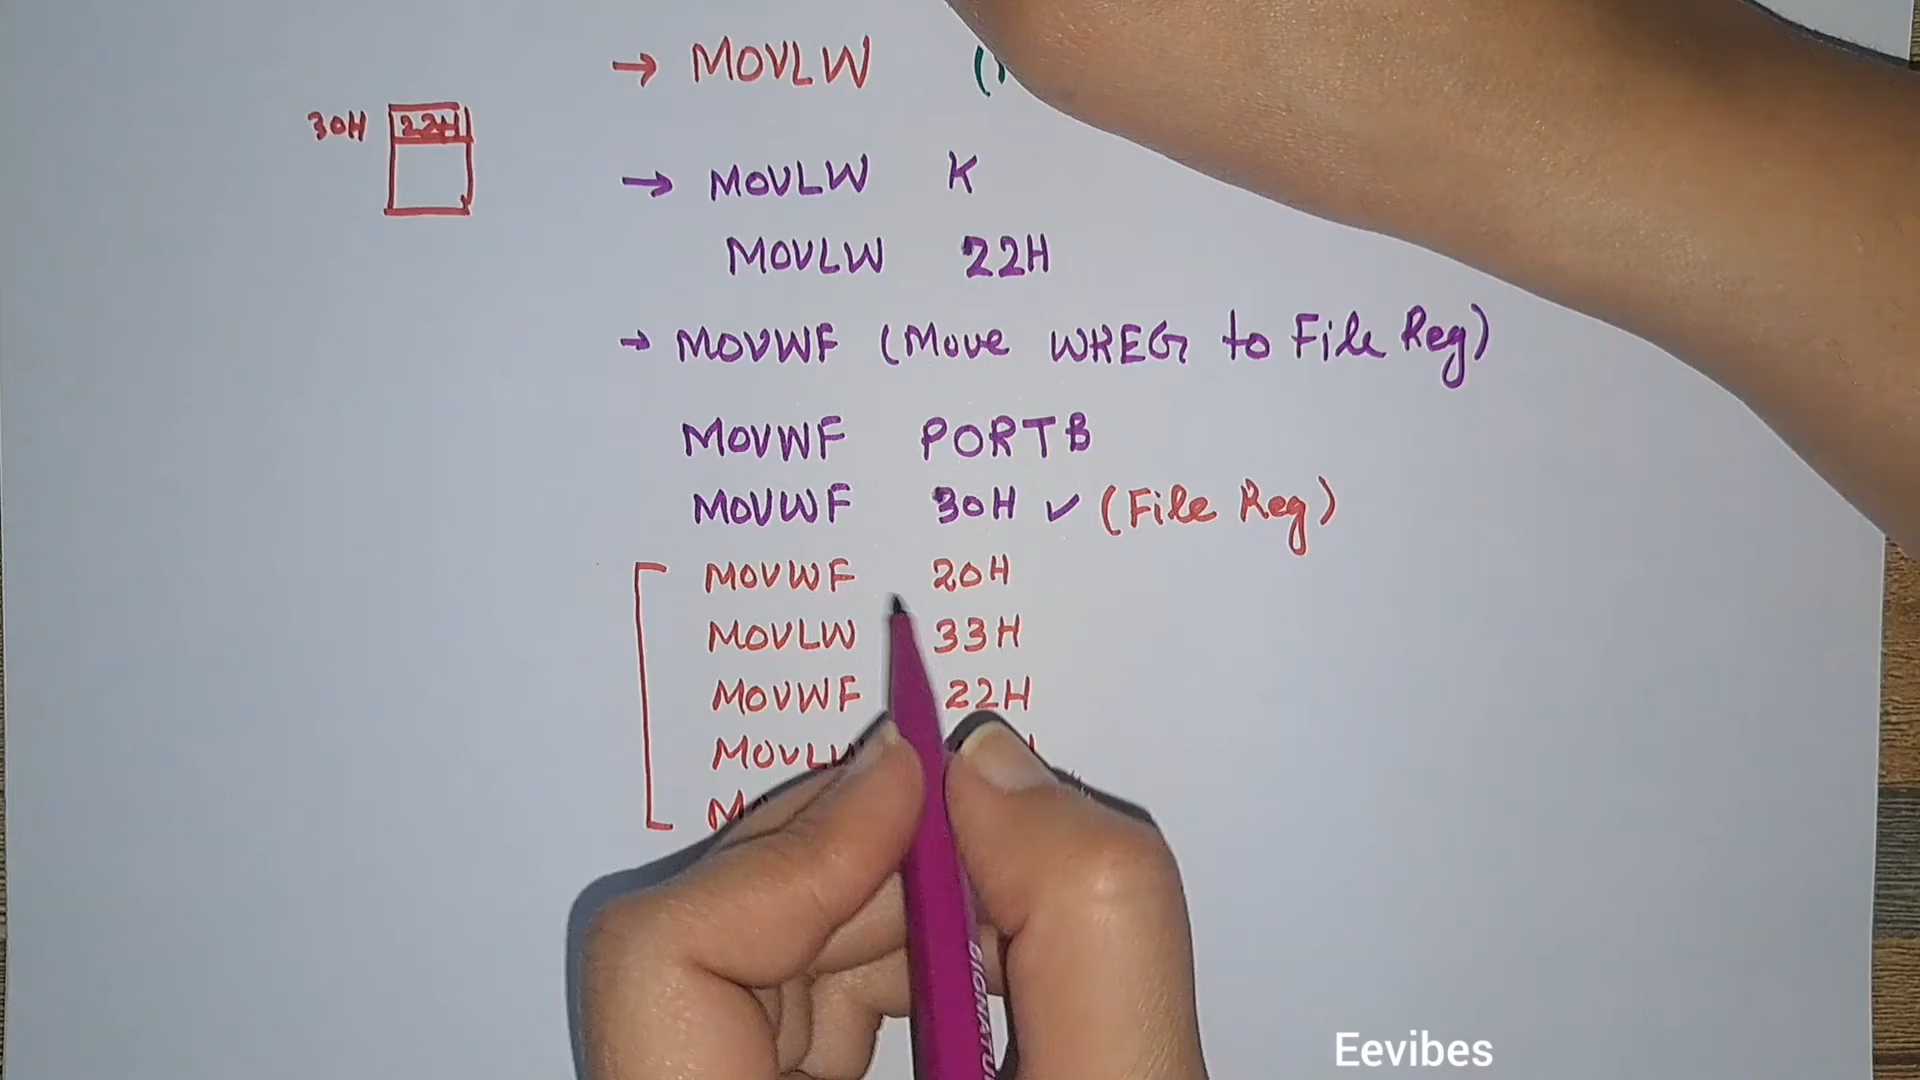 → MOVLW
30H 22H
→ MOVLW K
MOVLW 22H
→ MOVWF (Move WREG to File Reg)
MOVWF PORTB
MOVWF 30H ✓ (File Reg)
MOVWF 20H
MOVLW 33H
MOVWF 22H
Eevibes